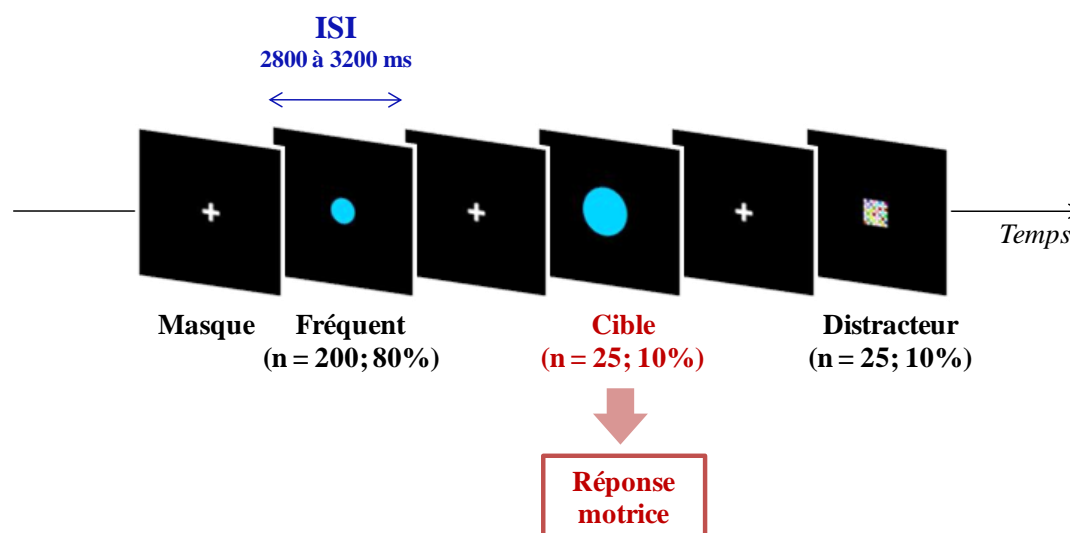 ISI
2800 à 3200 ms
Temps
Masque
Fréquent
(n = 200; 80%)
Cible
(n = 25; 10%)
Distracteur
(n = 25; 10%)
Réponse
motrice